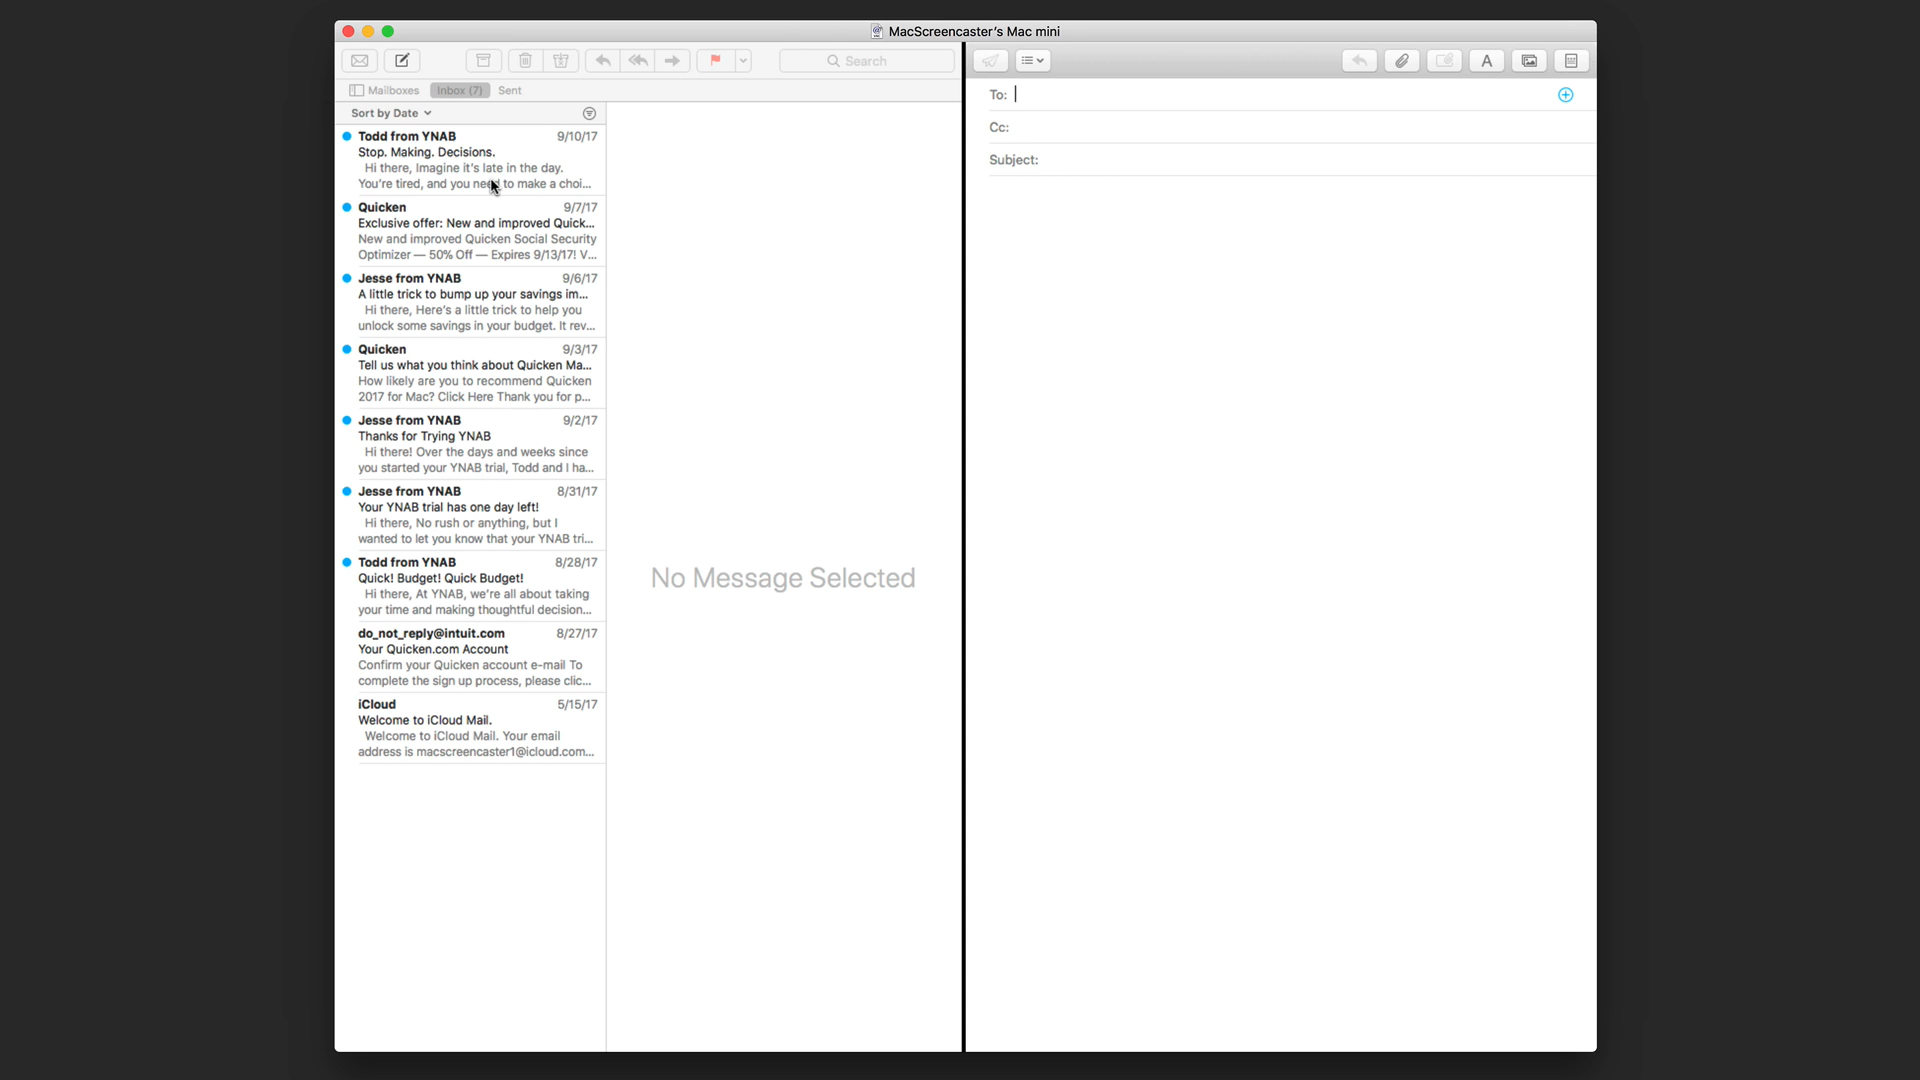 MacScreencaster's Mac mini
Search
Mailboxes
Inbox (7)
Sent
Sort by Date
Todd from YNAB 9/10/17
Stop. Making. Decisions.
Hi there, Imagine it's late in the day.
You're tired, and you need to make a choi...
Quicken 9/7/17
Exclusive offer: New and improved Quick...
New and improved Quicken Social Security
Optimizer — 50% Off — Expires 9/13/17! V...
Jesse from YNAB 9/6/17
A little trick to bump up your savings im...
Hi there, Here's a little trick to help you
unlock some savings in your budget. It rev...
Quicken 9/3/17
Tell us what you think about Quicken Ma...
How likely are you to recommend Quicken
2017 for Mac? Click Here Thank you for p...
Jesse from YNAB 9/2/17
Thanks for Trying YNAB
Hi there! Over the days and weeks since
you started your YNAB trial, Todd and I ha...
Jesse from YNAB 8/31/17
Your YNAB trial has one day left!
Hi there, No rush or anything, but I
wanted to let you know that your YNAB tri...
Todd from YNAB 8/28/17
Quick! Budget! Quick Budget!
Hi there, At YNAB, we're all about taking
your time and making thoughtful decision...
do_not_reply@intuit.com 8/27/17
Your Quicken.com Account
Confirm your Quicken account e-mail To
complete the sign up process, please clic...
iCloud 5/15/17
Welcome to iCloud Mail.
Welcome to iCloud Mail. Your email
address is macscreencaster1@icloud.com...
No Message Selected
A
To:
Cc:
Subject: